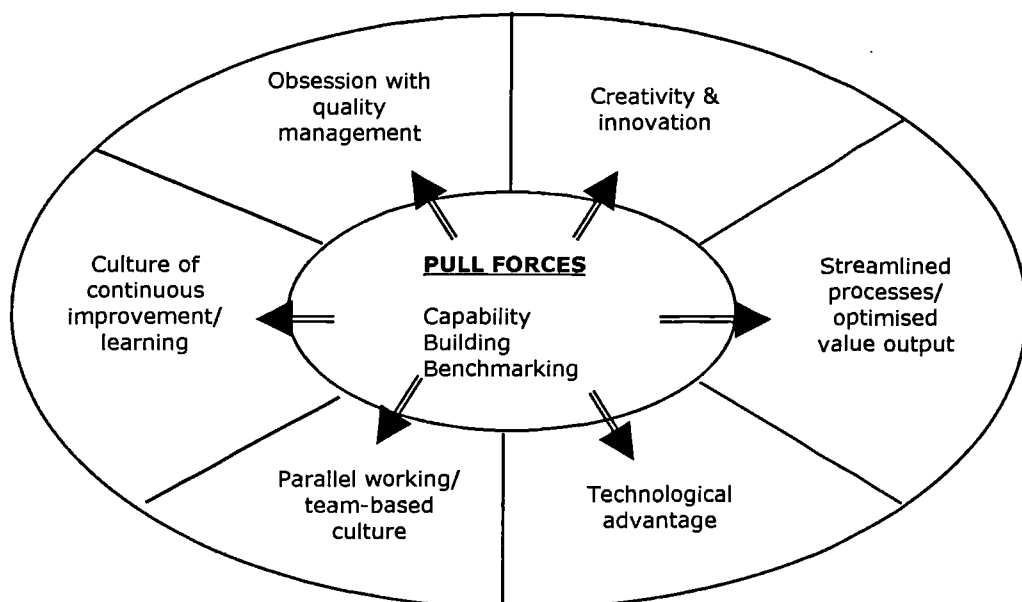 Obsession with
quality
management
Creativity &
innovation
Culture of
continuous
improvement/
learning
PULL FORCES
Capability
Building
Benchmarking
Streamlined
processes/
optimised
value output
Parallel working/
team-based
culture
Technological
advantage